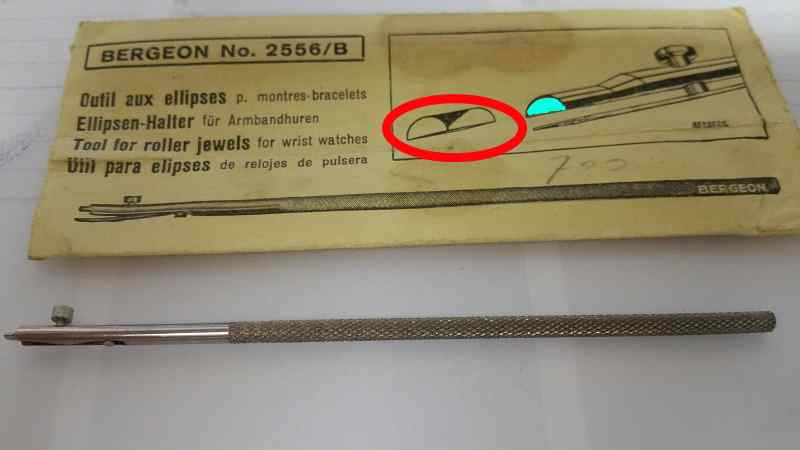 BERGEON No. 2556/B
Outil aux ellipses p. montres-bracelets
Ellipsen-Halter für Armbandhuren
Tool for roller jewels for wrist watches
Util para elipses de relojes de pulsera
700
BERGEON